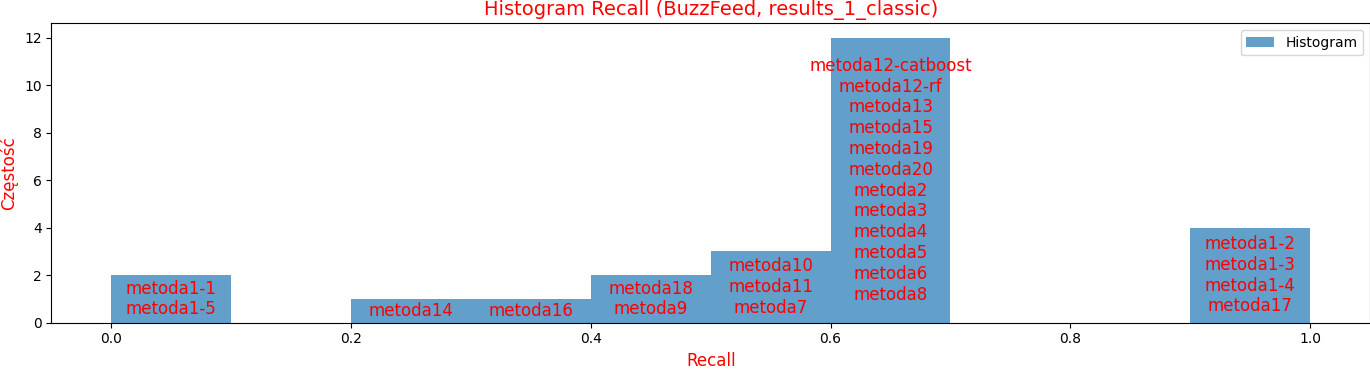 Histogram Recall (BuzzFeed, results_1_classic)
Częstość
12
10
8
6
4
2
0
Histogram
metoda1-1
metoda1-5
metoda14
metoda16
metoda18
metoda9
metoda10
metoda11
metoda7
metoda12-catboost
metoda12-rf
metoda13
metoda15
metoda19
metoda20
metoda2
metoda3
metoda4
metoda5
metoda6
metoda8
metoda1-2
metoda1-3
metoda1-4
metoda17
0.0 0.2 0.4 0.6 0.8 1.0
Recall